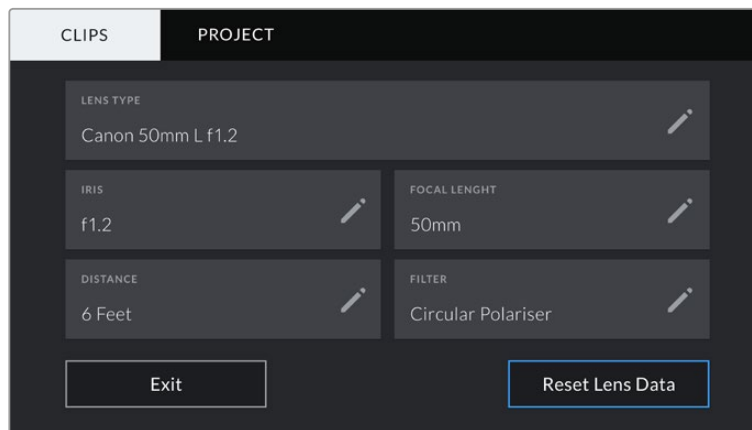 CLIPS
PROJECT
LENS TYPE
Canon 50mm L f1.2
IRIS
f1.2
FOCAL LENGHT
50mm
DISTANCE
6 Feet
FILTER
Circular Polariser
Exit
Reset Lens Data